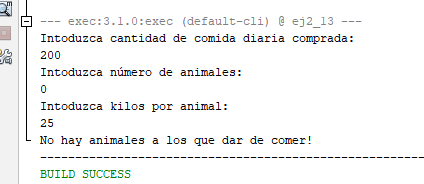 --- exec:3.1.0:exec (default-cli) @ ej2_13 ---
Intoduzca cantidad de comida diaria comprada:
200
Intoduzca número de animales:
0
Intoduzca kilos por animal:
25
No hay animales a los que dar de comer!
------------------------------------------------------
BUILD SUCCESS